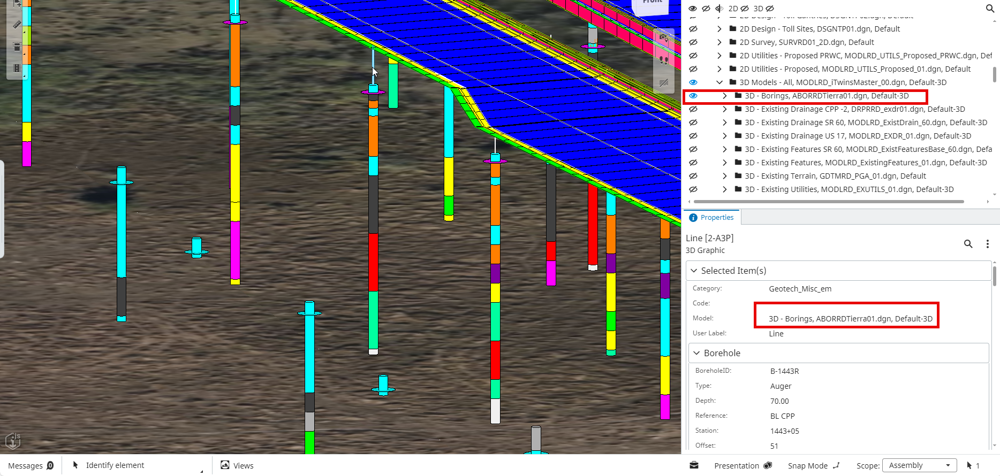 Front
2D
3D
2D Design - Toll Gantries, DSGNTP02.dgn, Default
2D Design - Toll Sites, DSGNTP01.dgn, Default
2D Survey, SURVRD01_2D.dgn, Default
2D Utilities - Proposed PRWC, MODLRD_UTILS_Proposed_PRWC.dgn, Def
2D Utilities - Proposed, MODLRD_UTILS_Proposed_01.dgn, Default
3D Models - All, MODLRD_iTwinsMaster_00.dgn, Default-3D
3D - Borings, ABORRDTierra01.dgn, Default-3D
3D - Existing Drainage CPP -2, DRPRRD_exdr01.dgn, Default-3D
3D - Existing Drainage SR 60, MODLRD_ExistDrain_60.dgn, Default-3D
3D - Existing Drainage US 17, MODLRD_EXDR_01.dgn, Default-3D
3D - Existing Features SR 60, MODLRD_ExistFeaturesBase_60.dgn, Defa
3D - Existing Features, MODLRD_ExistingFeatures_01.dgn, Default-3D
3D - Existing Terrain, GDTMRD_PGA_01.dgn, Default
3D - Existing Utilities, MODLRD_EXUTILS_01.dgn, Default-3D
Properties
Line [2-A3P]
3D Graphic
Selected Item(s)
Category: Geotech_Misc_em
Code:
Model: 3D - Borings, ABORRDTierra01.dgn, Default-3D
User Label: Line
Borehole
BoreholeID: B-1443R
Type: Auger
Depth: 70.00
Reference: BL CPP
Station: 1443+05
Offset: 51
Messages 0
Identify element
Views
Presentation
Snap Mode
Scope: Assembly
1